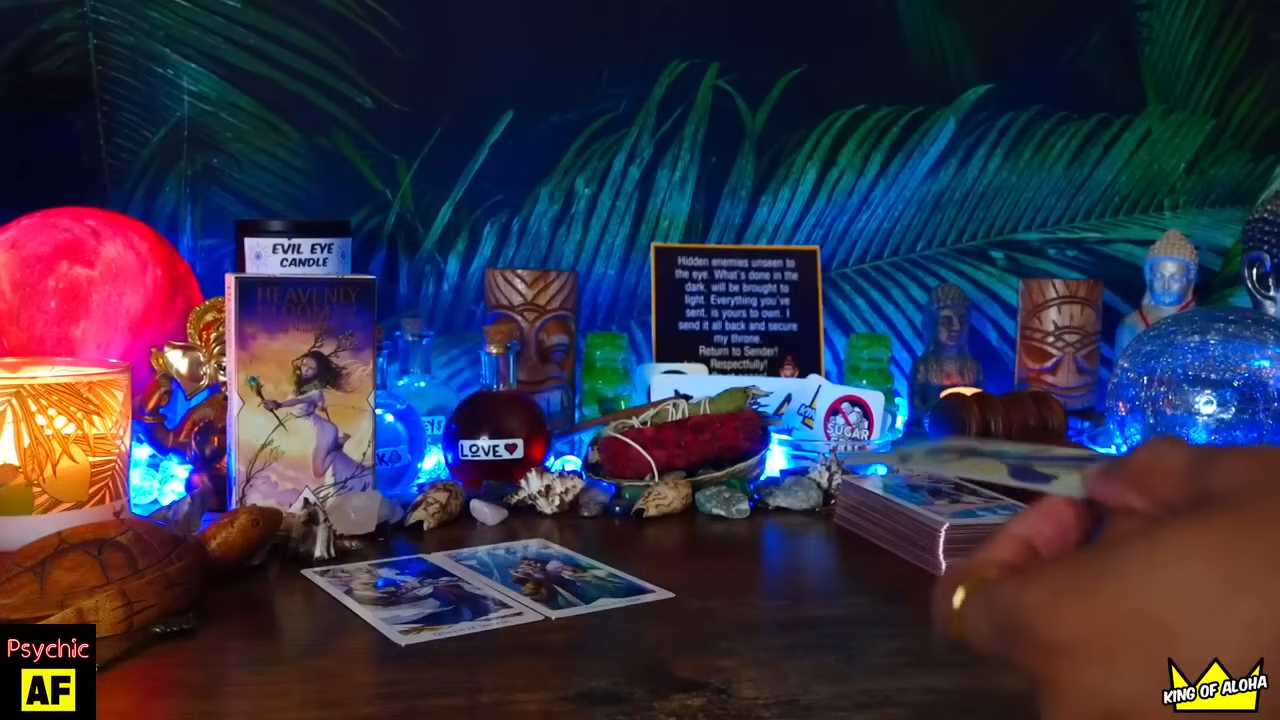 EVIL EYE
CANDLE
HEAVENLY
Hidden enemies unseen to
the eye. What's done in the
dark, will be brought to
light. Everything you've
sent, is yours to own. I
send it all back and secure
my throne.
Return to Sender!
Respectfully!
LOVE
SUGAR
Psychic
AF
KING OF ALOHA